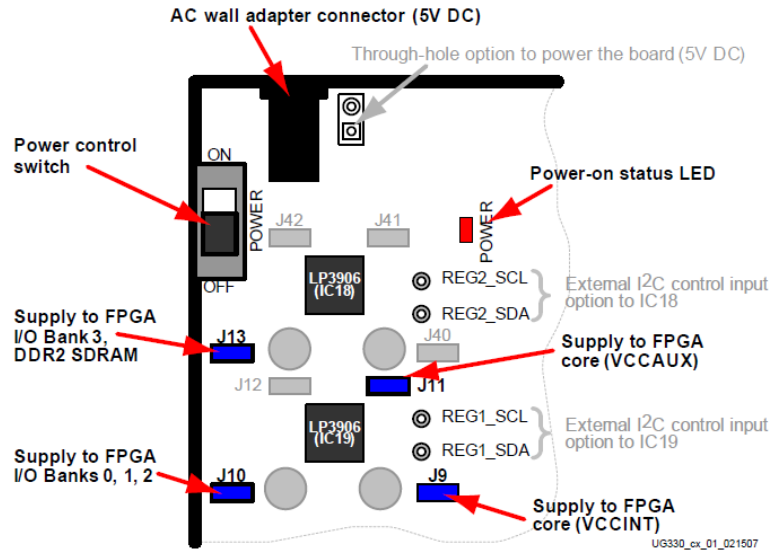 AC wall adapter connector (5V DC)
Through-hole option to power the board (5V DC)
Power control
switch
ON
POWER
OFF
Power-on status LED
POWER
J42
J41
LP3906
(IC18)
REG2_SCL
REG2_SDA
External I2C control input
option to IC18
Supply to FPGA
I/O Bank 3,
DDR2 SDRAM
J13
J40
Supply to FPGA
core (VCCAUX)
J12
J11
LP3906
(IC19)
REG1_SCL
REG1_SDA
External I2C control input
option to IC19
Supply to FPGA
I/O Banks 0, 1, 2
J10
J9
Supply to FPGA
core (VCCINT)
UG330_cx_01_021507